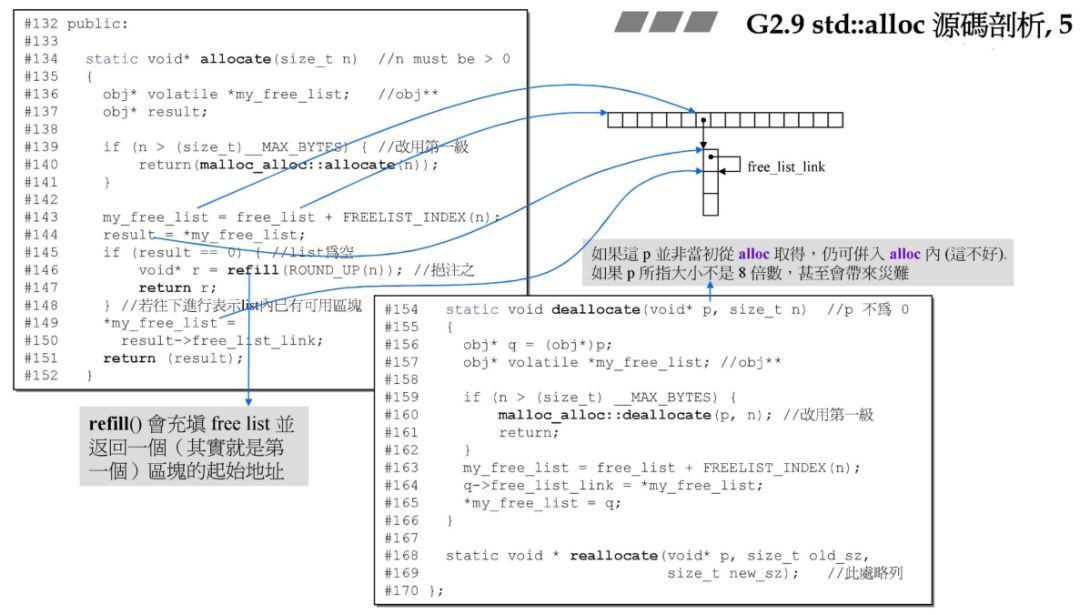 G2.9 std::alloc 源碼剖析, 5
#132 public:
#133
#134   static void* allocate(size_t n)  //n must be > 0
#135   {
#136     obj* volatile *my_free_list;   //obj**
#137     obj* result;
#138
#139     if (n > (size_t)__MAX_BYTES) { //改用第一級
#140         return(malloc_alloc::allocate(n));
#141     }
#142
#143     my_free_list = free_list + FREELIST_INDEX(n);
#144     result = *my_free_list;
#145     if (result == 0) { //list為空
#146         void* r = refill(ROUND_UP(n)); //挹注之
#147         return r;
#148     } //若往下進行表示list內已有可用區塊
#149     *my_free_list =
#150       result->free_list_link;
#151     return (result);
#152   }
free_list_link
refill() 會充填 free list 並
返回一個（其實就是第
一個）區塊的起始地址
如果這 p 並非當初從 alloc 取得，仍可併入 alloc 內 (這不好).
如果 p 所指大小不是 8 倍數，甚至會帶來災難
#154   static void deallocate(void* p, size_t n)  //p 不為 0
#155   {
#156     obj* q = (obj*)p;
#157     obj* volatile *my_free_list; //obj**
#158
#159     if (n > (size_t) __MAX_BYTES) {
#160         malloc_alloc::deallocate(p, n); //改用第一級
#161         return;
#162     }
#163     my_free_list = free_list + FREELIST_INDEX(n);
#164     q->free_list_link = *my_free_list;
#165     *my_free_list = q;
#166   }
#167
#168   static void * reallocate(void* p, size_t old_sz,
#169                            size_t new_sz);   //此處略列
#170 };